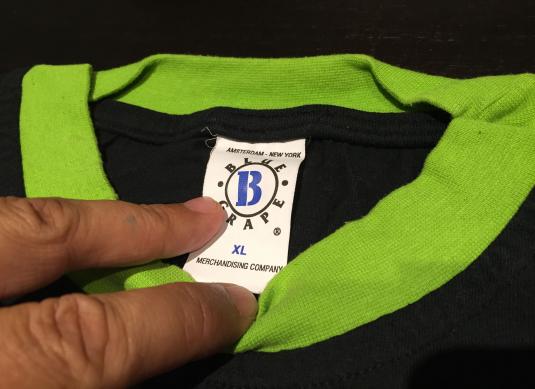 AMSTERDAM - NEW YORK
BLUE
B
GRAPE
®
XL
MERCHANDISING COMPANY